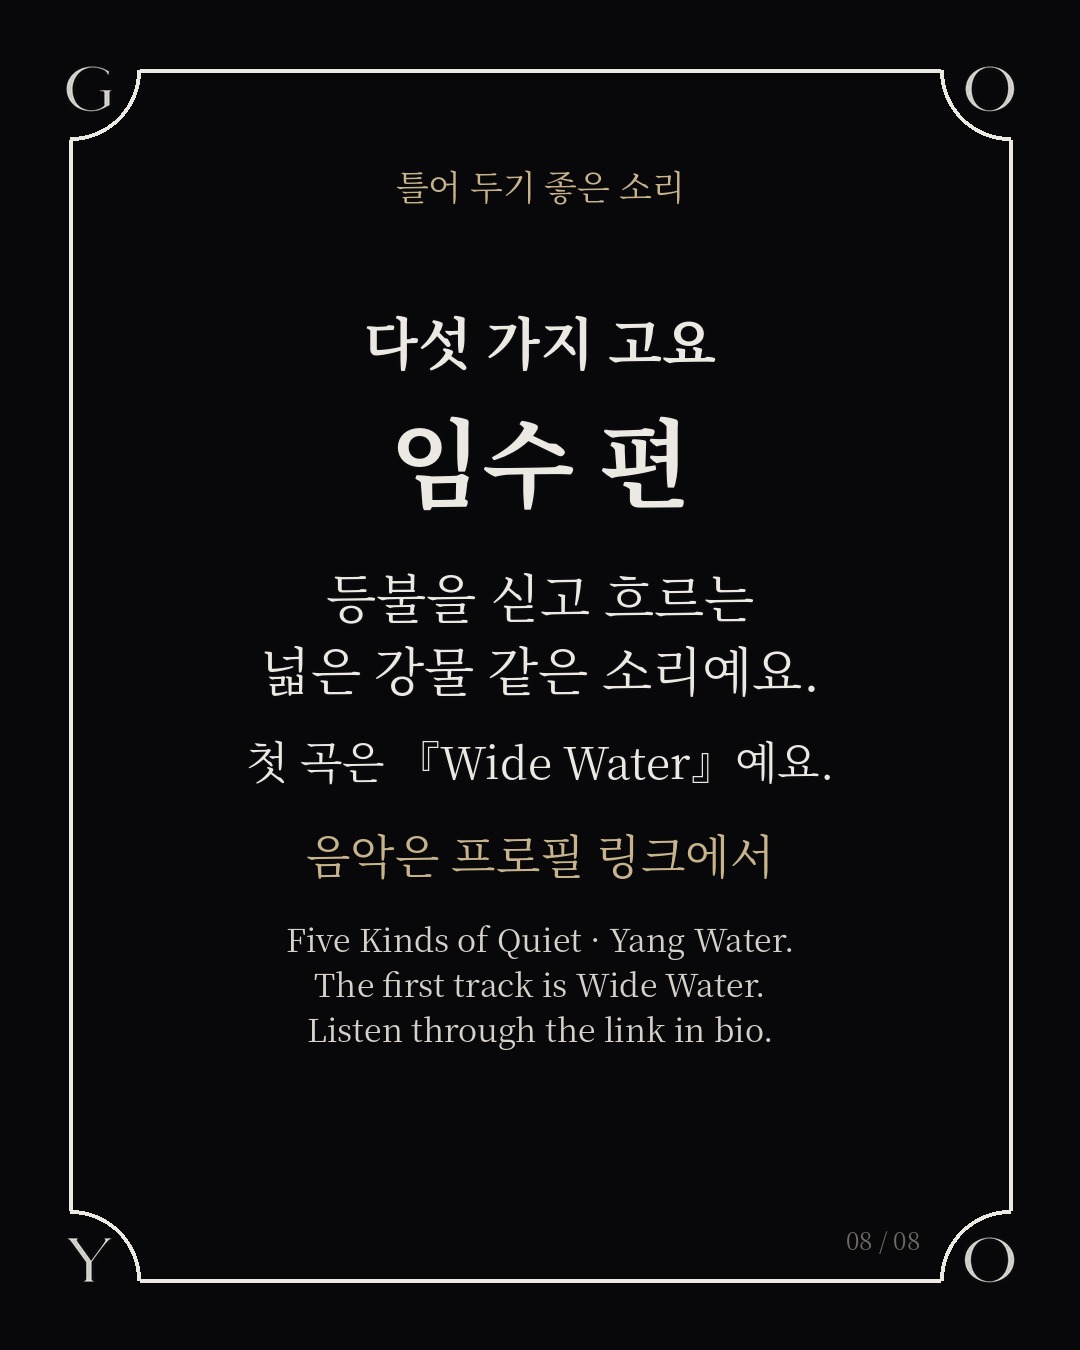 G O
틀어 두기 좋은 소리
다섯 가지 고요
임수 편
등불을 싣고 흐르는
넓은 강물 같은 소리예요.
첫 곡은 『Wide Water』예요.
음악은 프로필 링크에서
Five Kinds of Quiet · Yang Water.
The first track is Wide Water.
Listen through the link in bio.
08 / 08
Y O